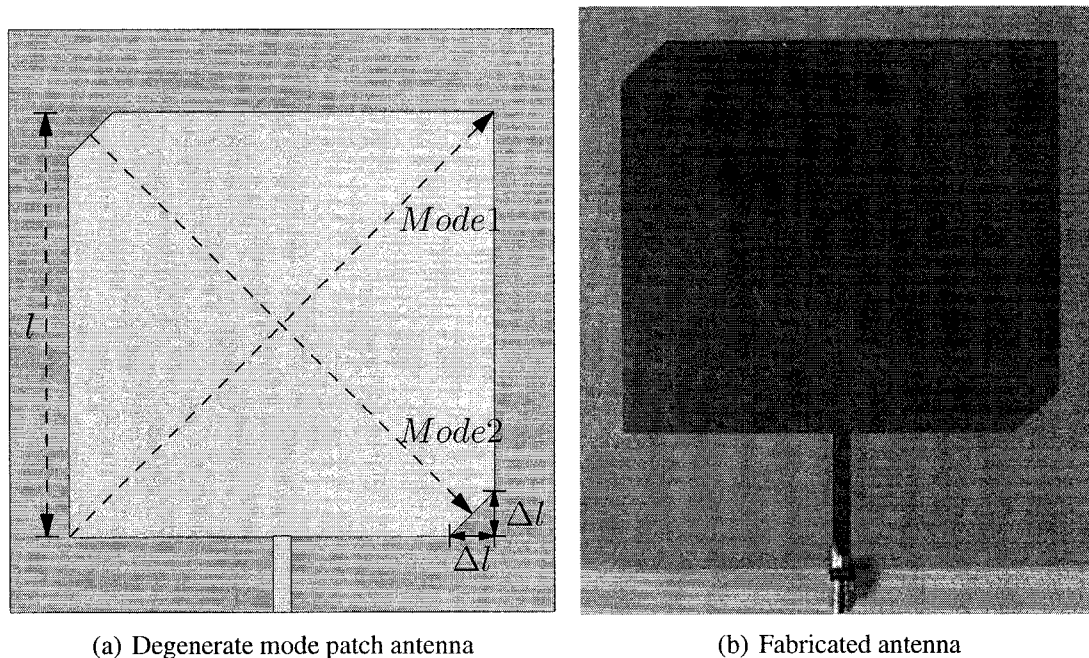 Mode1
l
Mode2
Δl
Δl
(a) Degenerate mode patch antenna
(b) Fabricated antenna